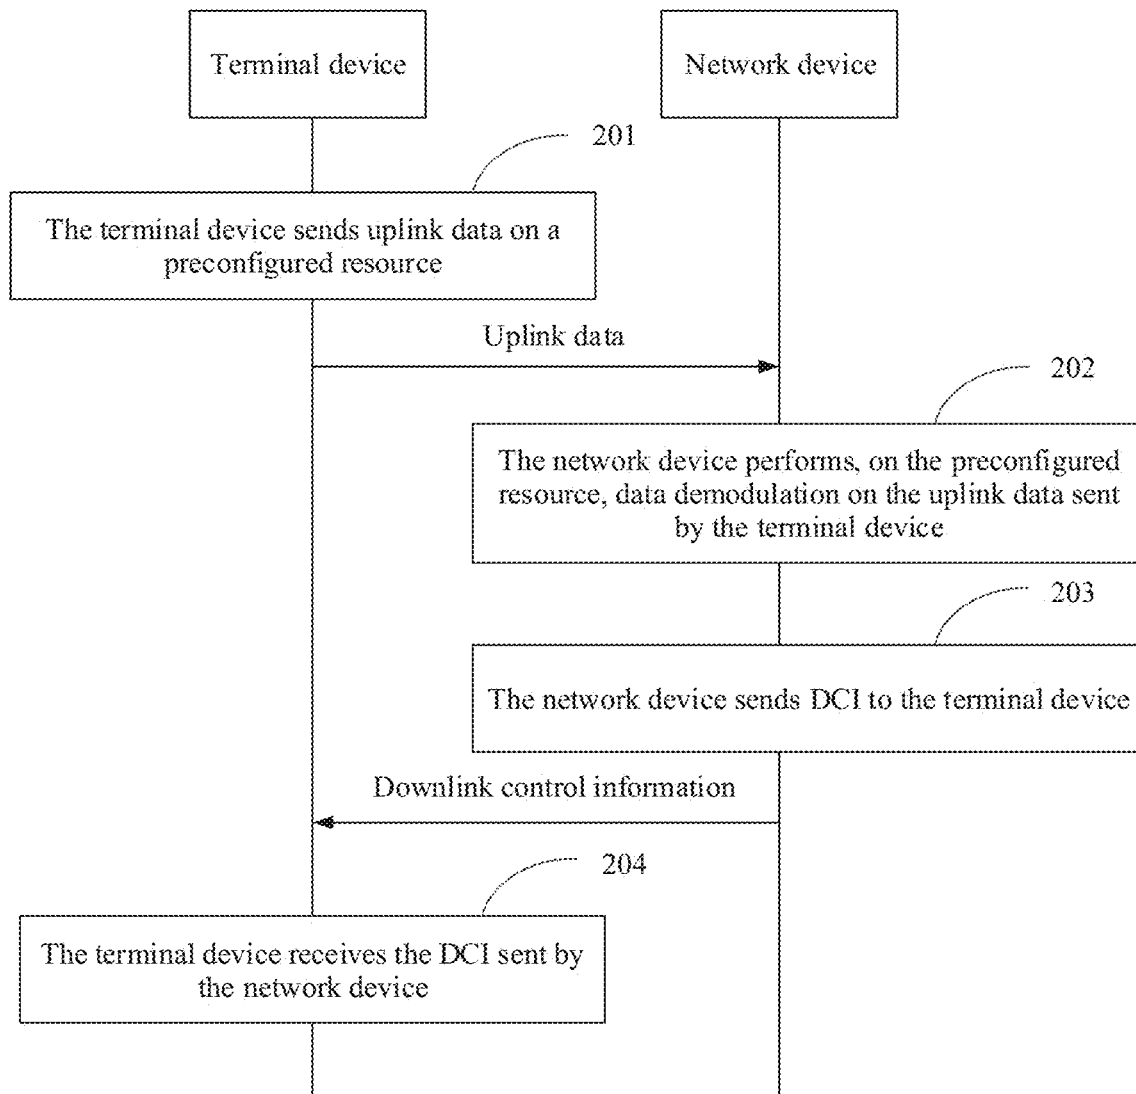 Terminal device
Network device
201
The terminal device sends uplink data on a
preconfigured resource
Uplink data
202
The network device performs, on the preconfigured
resource, data demodulation on the uplink data sent
by the terminal device
203
The network device sends DCI to the terminal device
Downlink control information
204
The terminal device receives the DCI sent by
the network device